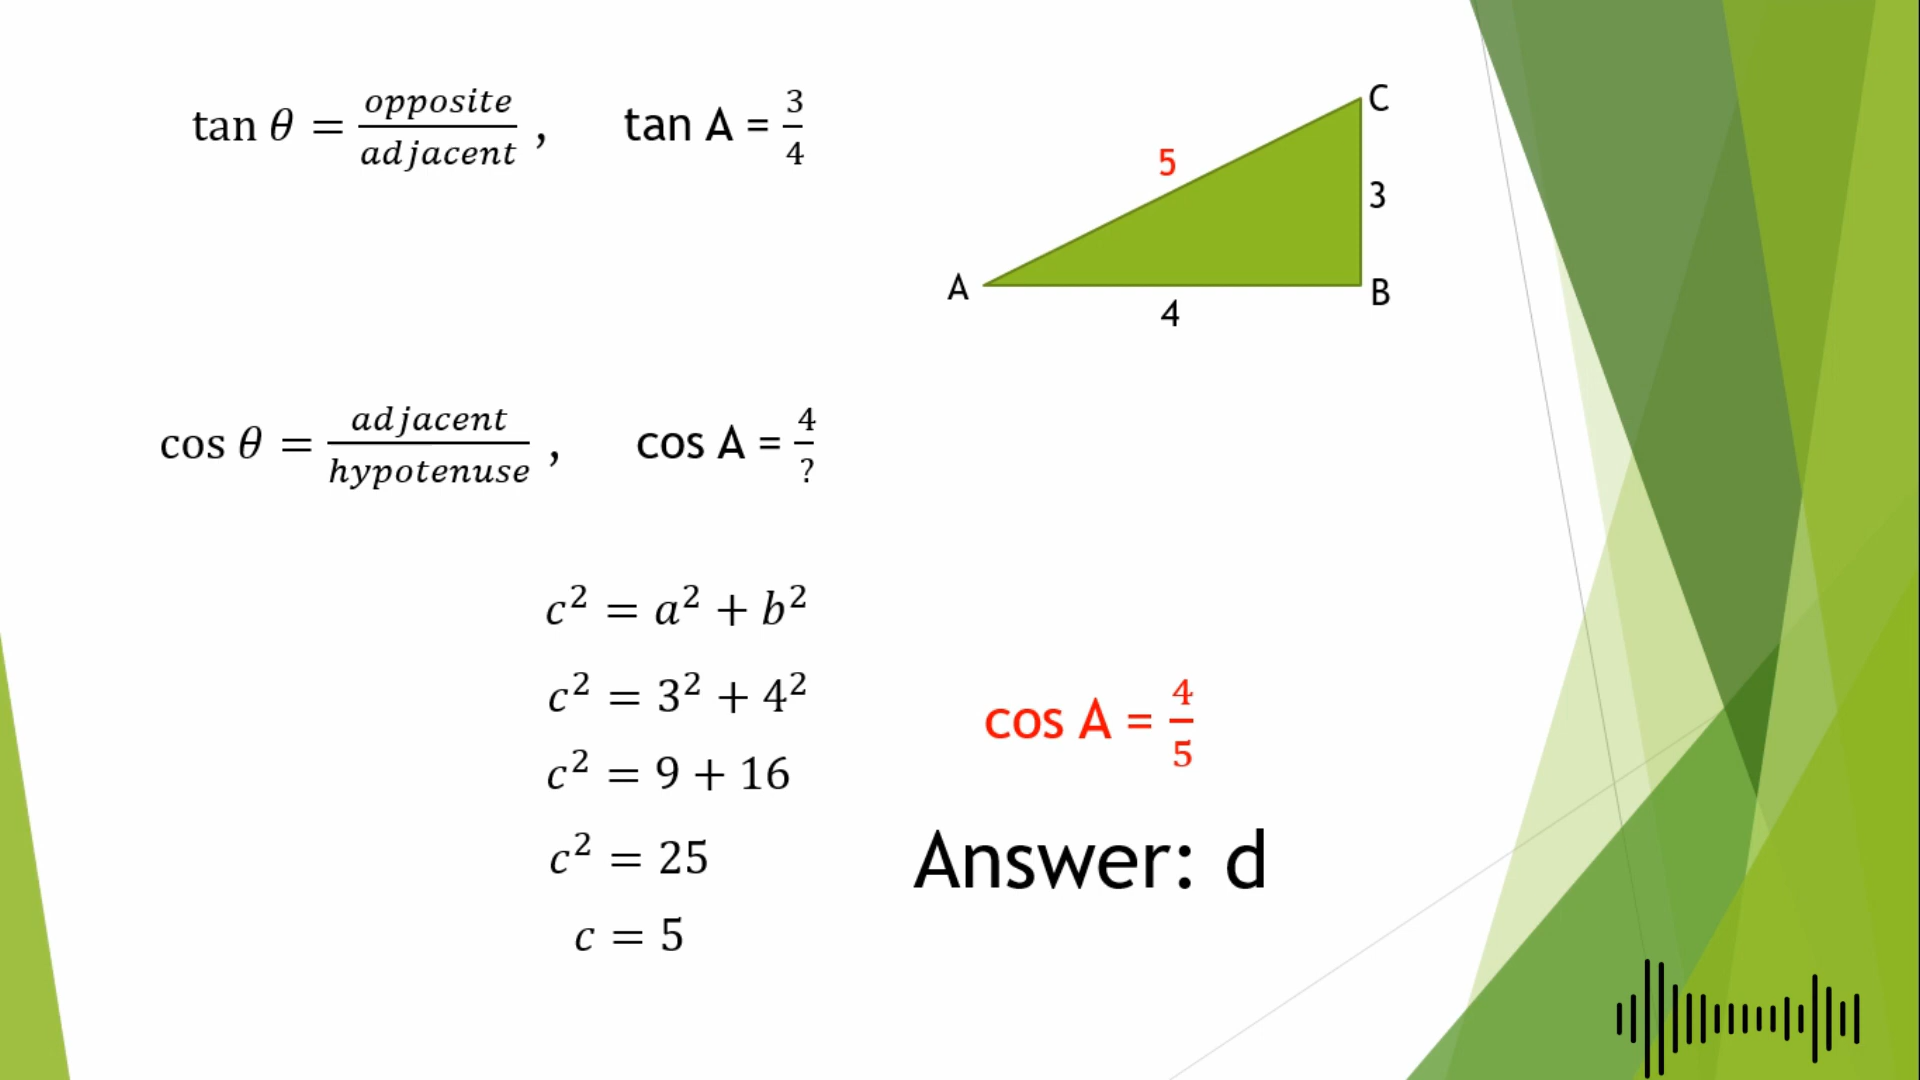 tan θ = opposite/adjacent , tan A = 3/4
C
5
3
A
B
4
cos θ = adjacent/hypotenuse , cos A = 4/?
c² = a² + b²
c² = 3² + 4²
cos A = 4/5
c² = 9 + 16
c² = 25
Answer: d
c = 5